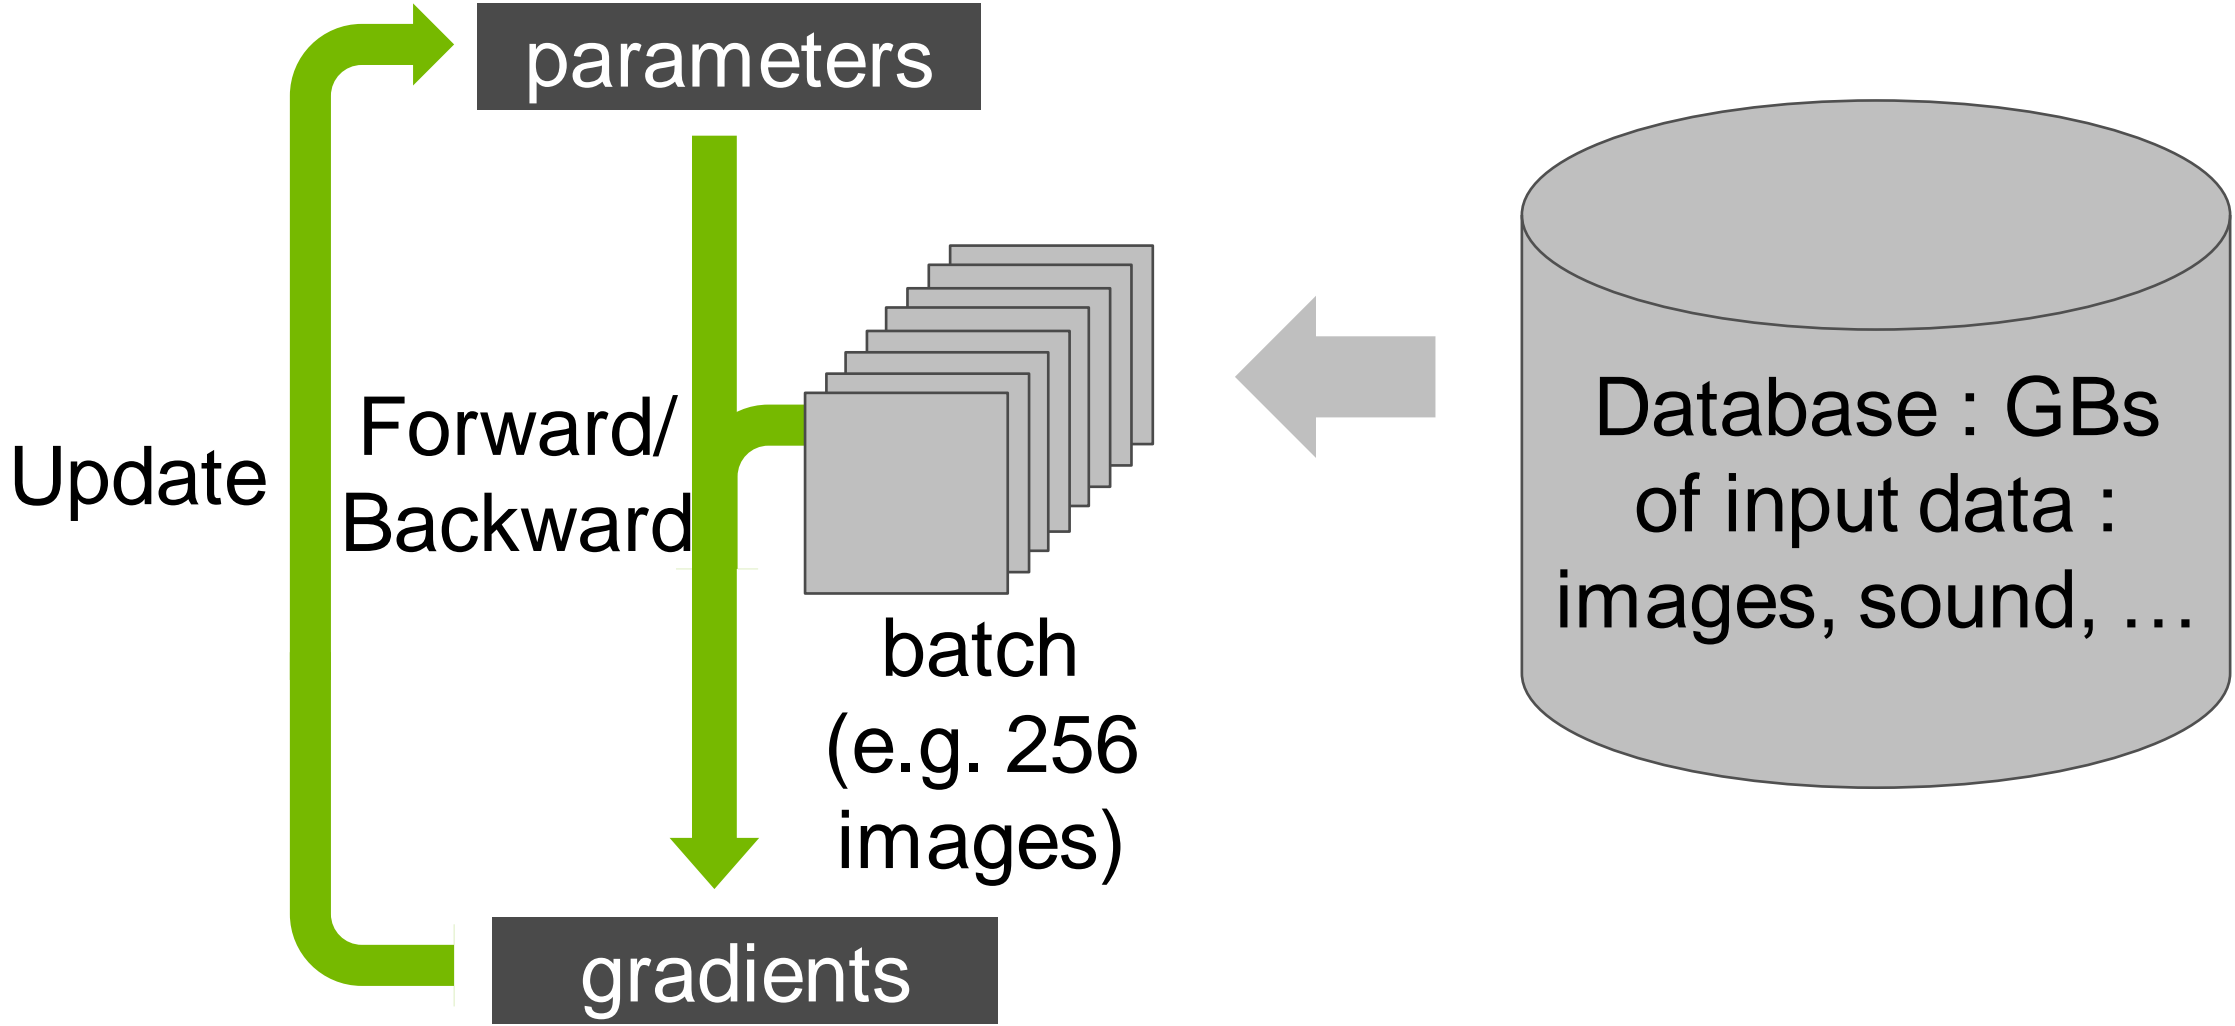 parameters
Update
Forward/
Backward
batch
(e.g. 256
images)
Database : GBs
of input data :
images, sound, …
gradients